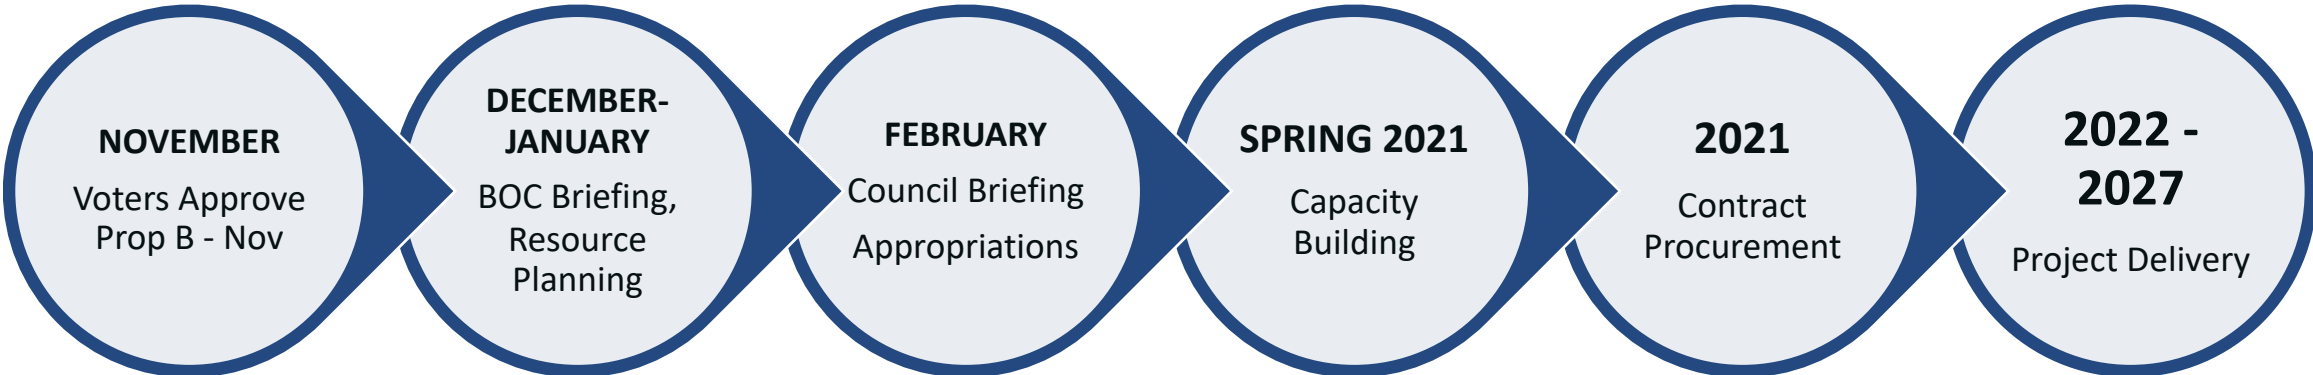 NOVEMBER
Voters Approve
Prop B - Nov
DECEMBER-
JANUARY
BOC Briefing,
Resource
Planning
FEBRUARY
Council Briefing
Appropriations
SPRING 2021
Capacity
Building
2021
Contract
Procurement
2022 -
2027
Project Delivery